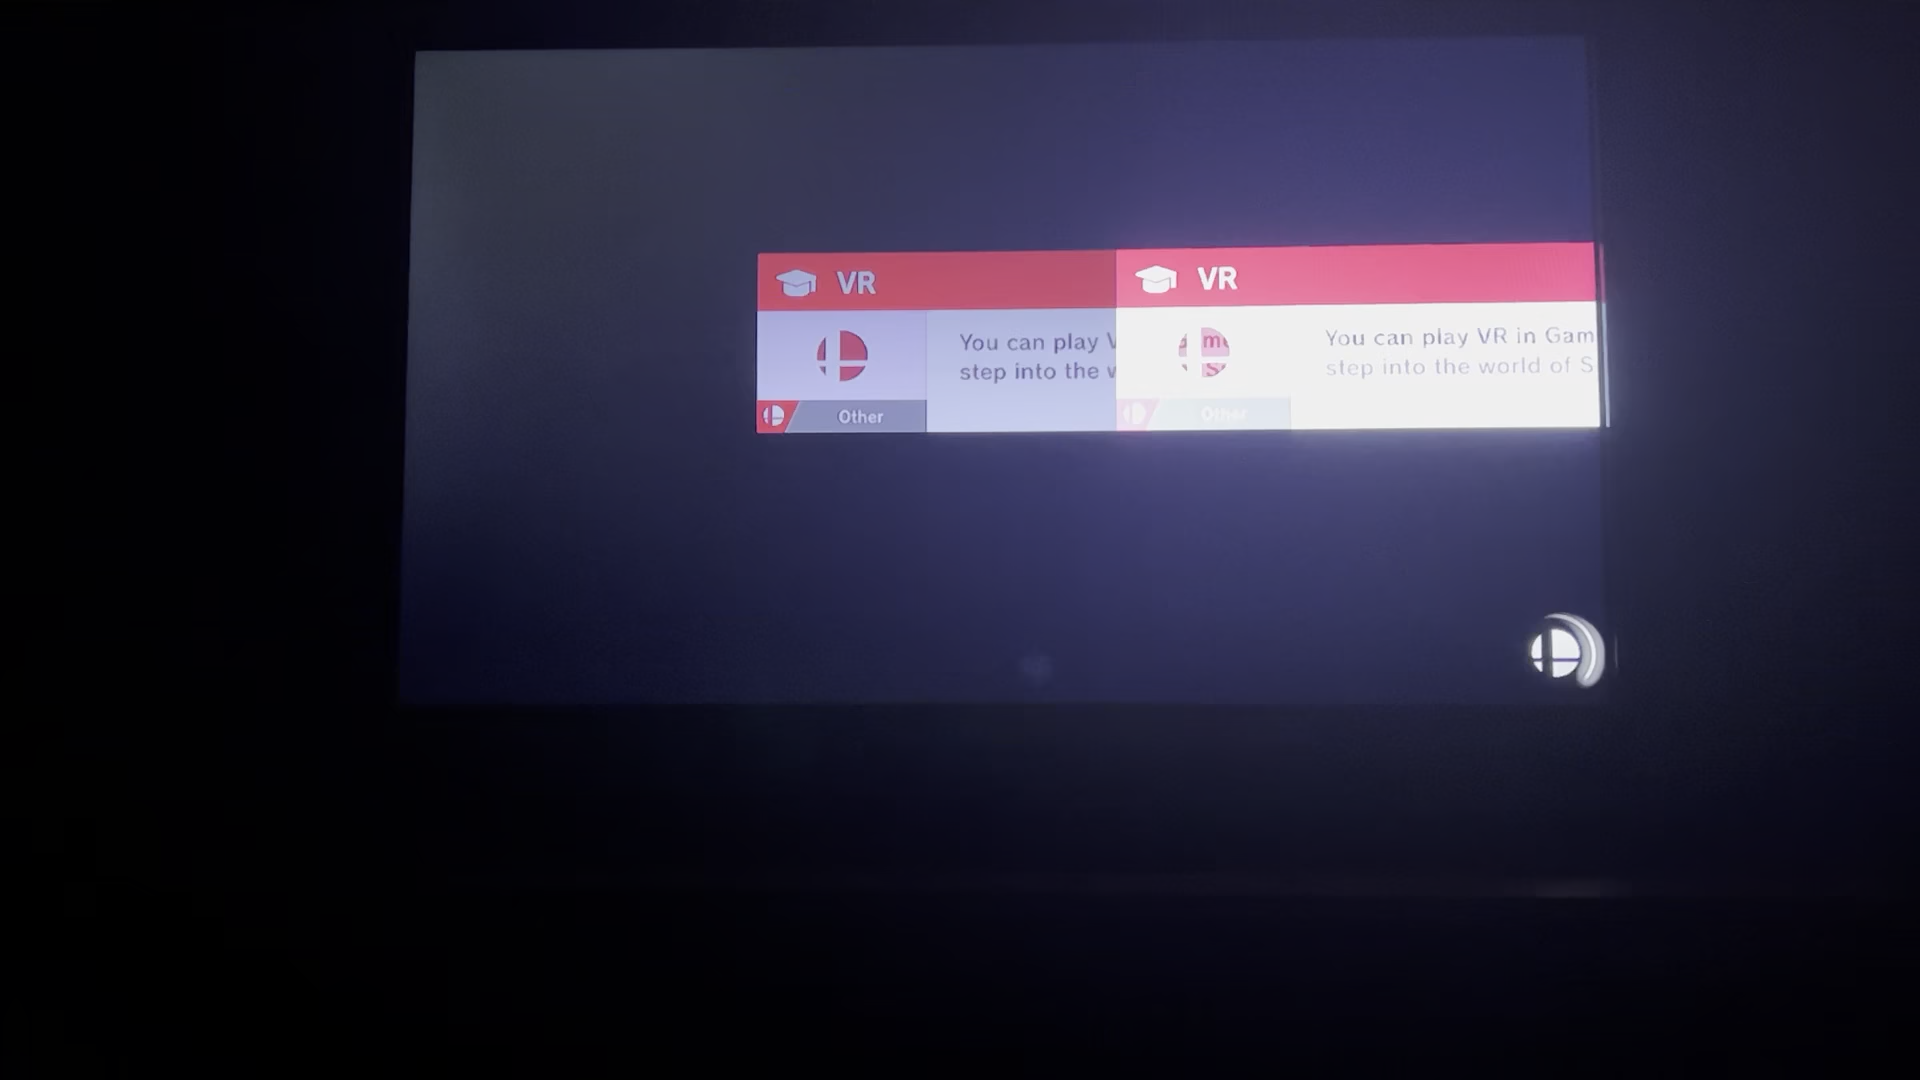 VR
You can play
step into the
Other
VR
You can play VR in Gam
step into the world of S
Other